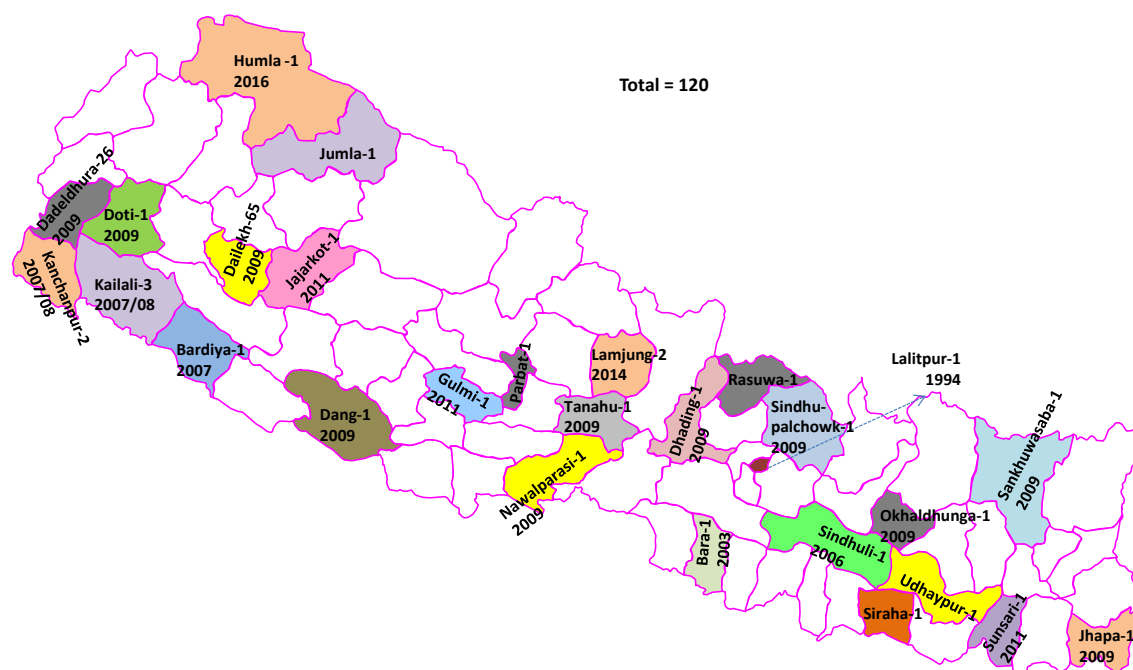 Humla -1
2016
Total = 120
Jumla-1
Dadeldhura-26
2009
Doti-1
2009
Dailekh-65
2009
Jajarkot-1
2011
Kanchanpur-2
2007/08
Kailali-3
2007/08
Bardiya-1
2007
Dang-1
2009
Gulmi-1
2011
Parbat-1
Lamjung-2
2014
Tanahu-1
2009
Nawalparasi-1
2009
Dhading-1
2009
Rasuwa-1
Sindhu-
palchowk-1
2009
Lalitpur-1
1994
Sankhuwasaba-1
2009
Okhaldhunga-1
2009
Bara-1
2003
Sindhuli-1
2006
Udhaypur-1
Siraha-1
Sunsari-1
2011
Jhapa-1
2009